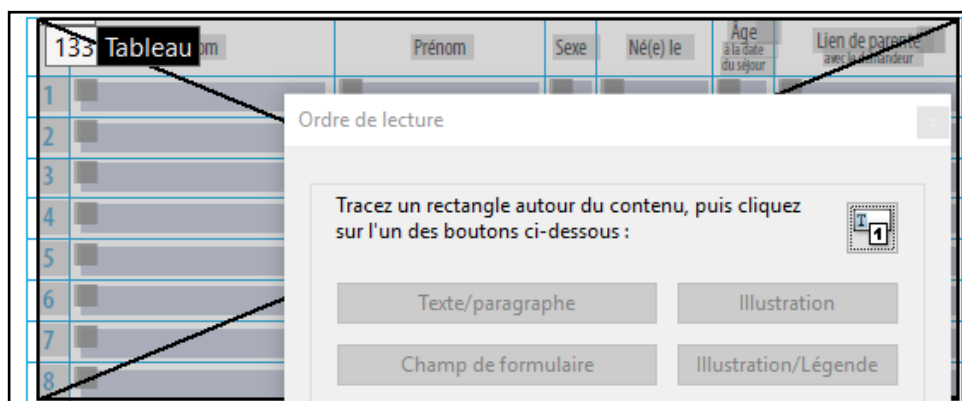 133 Tableau
Prénom
Sexe
Né(e) le
Âge
à la date
du séjour
Lien de parenté
avec la demandeur
1
2
3
4
5
6
7
8
Ordre de lecture
x
Tracez un rectangle autour du contenu, puis cliquez
sur l'un des boutons ci-dessous :
T
1
Texte/paragraphe
Illustration
Champ de formulaire
Illustration/Légende